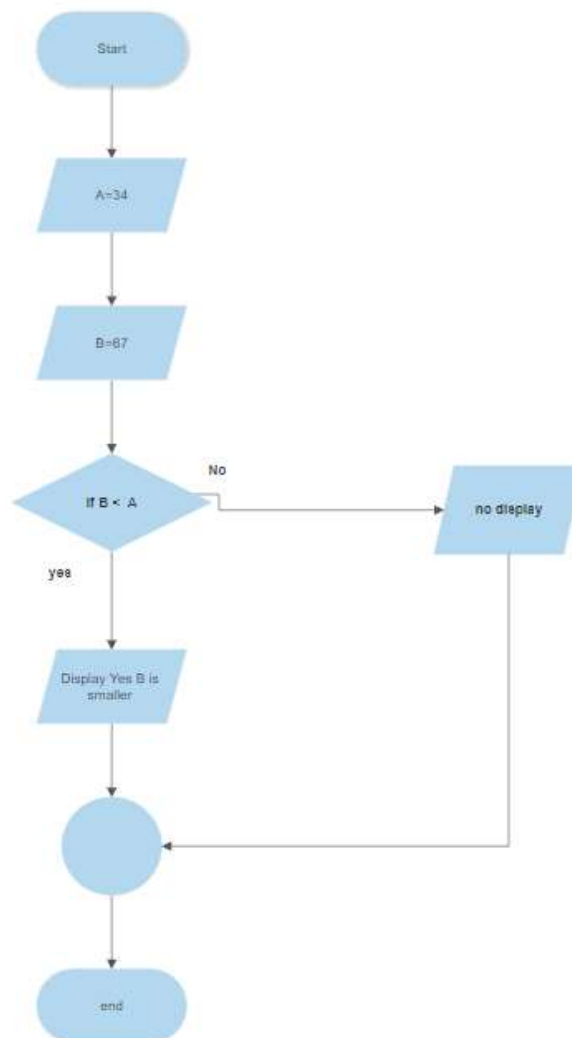 Start
A=34
B=67
If B < A
No
no display
yes
Display Yes B is
smaller
end